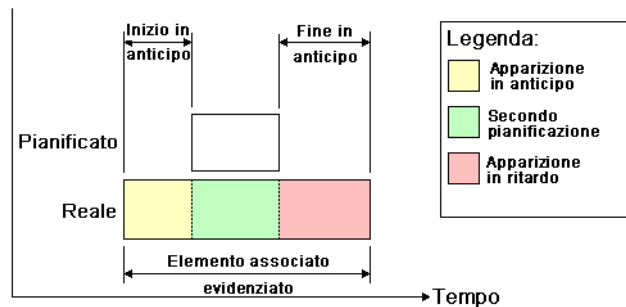 Inizio in
anticipo
Fine in
anticipo
Pianificato
Reale
Elemento associato
evidenziato
Tempo
Legenda:
Apparizione
in anticipo
Secondo
pianificazione
Apparizione
in ritardo